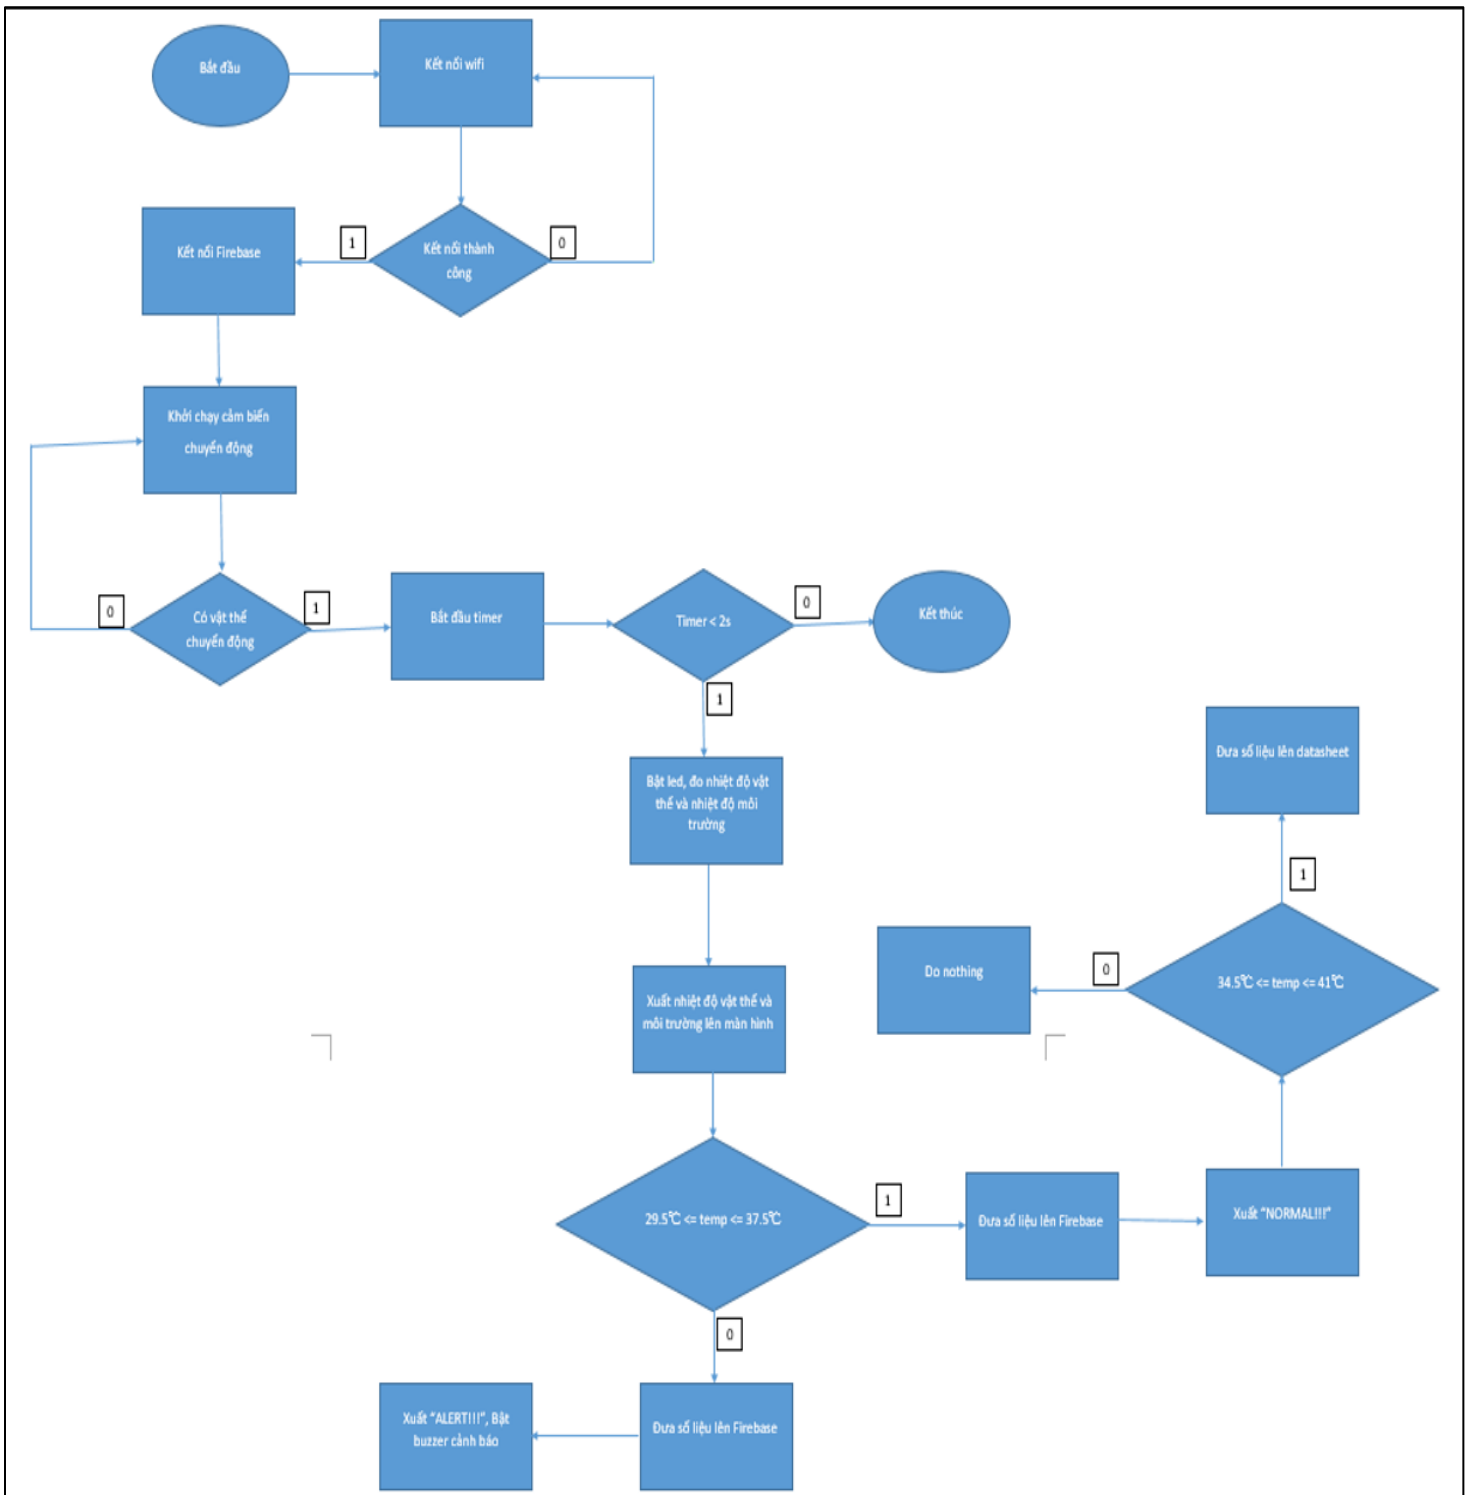 Bắt đầu
Kết nối wifi
Kết nối thành
công
1
0
Kết nối Firebase
Khởi chạy cảm biến
chuyển động
Có vật thể
chuyển động
0
1
Bắt đầu timer
Timer < 2s
0
Kết thúc
1
Bật led, đo nhiệt độ vật
thể và nhiệt độ môi
trường
Xuất nhiệt độ vật thể và
môi trường lên màn hình
29.5℃ <= temp <= 37.5℃
1
Đưa số liệu lên Firebase
Xuất “NORMAL!!!”
34.5℃ <= temp <= 41℃
1
Đưa số liệu lên datasheet
0
Do nothing
0
Đưa số liệu lên Firebase
Xuất “ALERT!!!”, Bật
buzzer cảnh báo